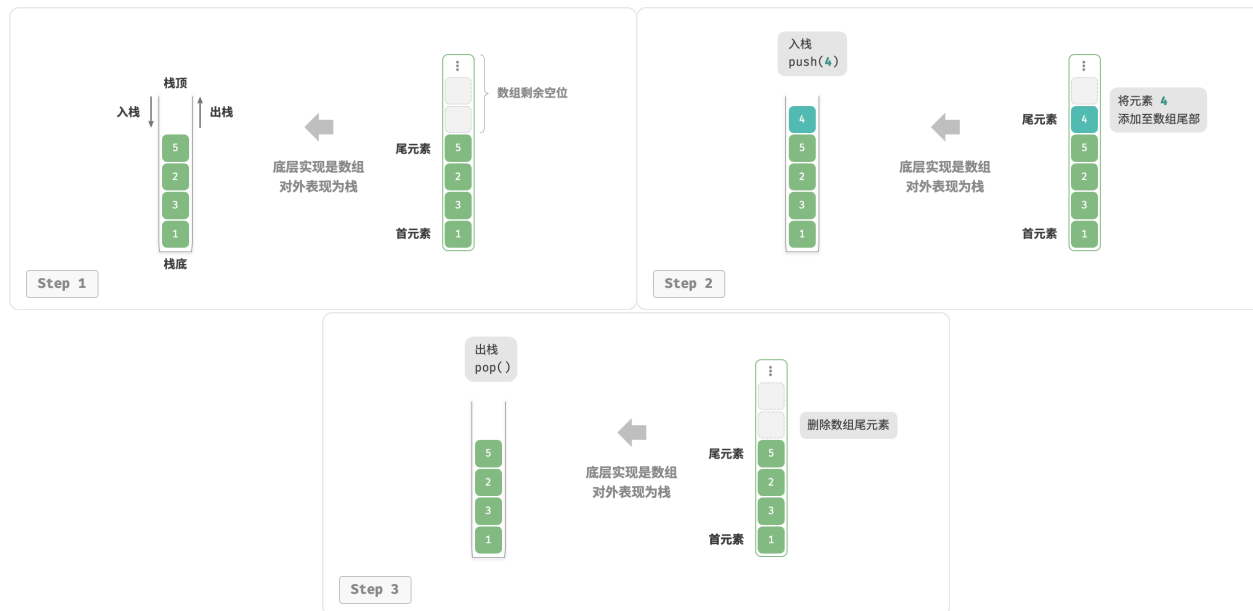 栈顶
入栈
出栈
5
2
3
1
栈底
底层实现是数组
对外表现为栈
⋮
数组剩余空位
尾元素
5
2
3
首元素
1
Step 1
入栈
push(4)
4
5
2
3
1
底层实现是数组
对外表现为栈
⋮
尾元素
4
将元素 4
添加至数组尾部
5
2
3
首元素
1
Step 2
出栈
pop()
5
2
3
1
底层实现是数组
对外表现为栈
⋮
删除数组尾元素
尾元素
5
2
3
首元素
1
Step 3